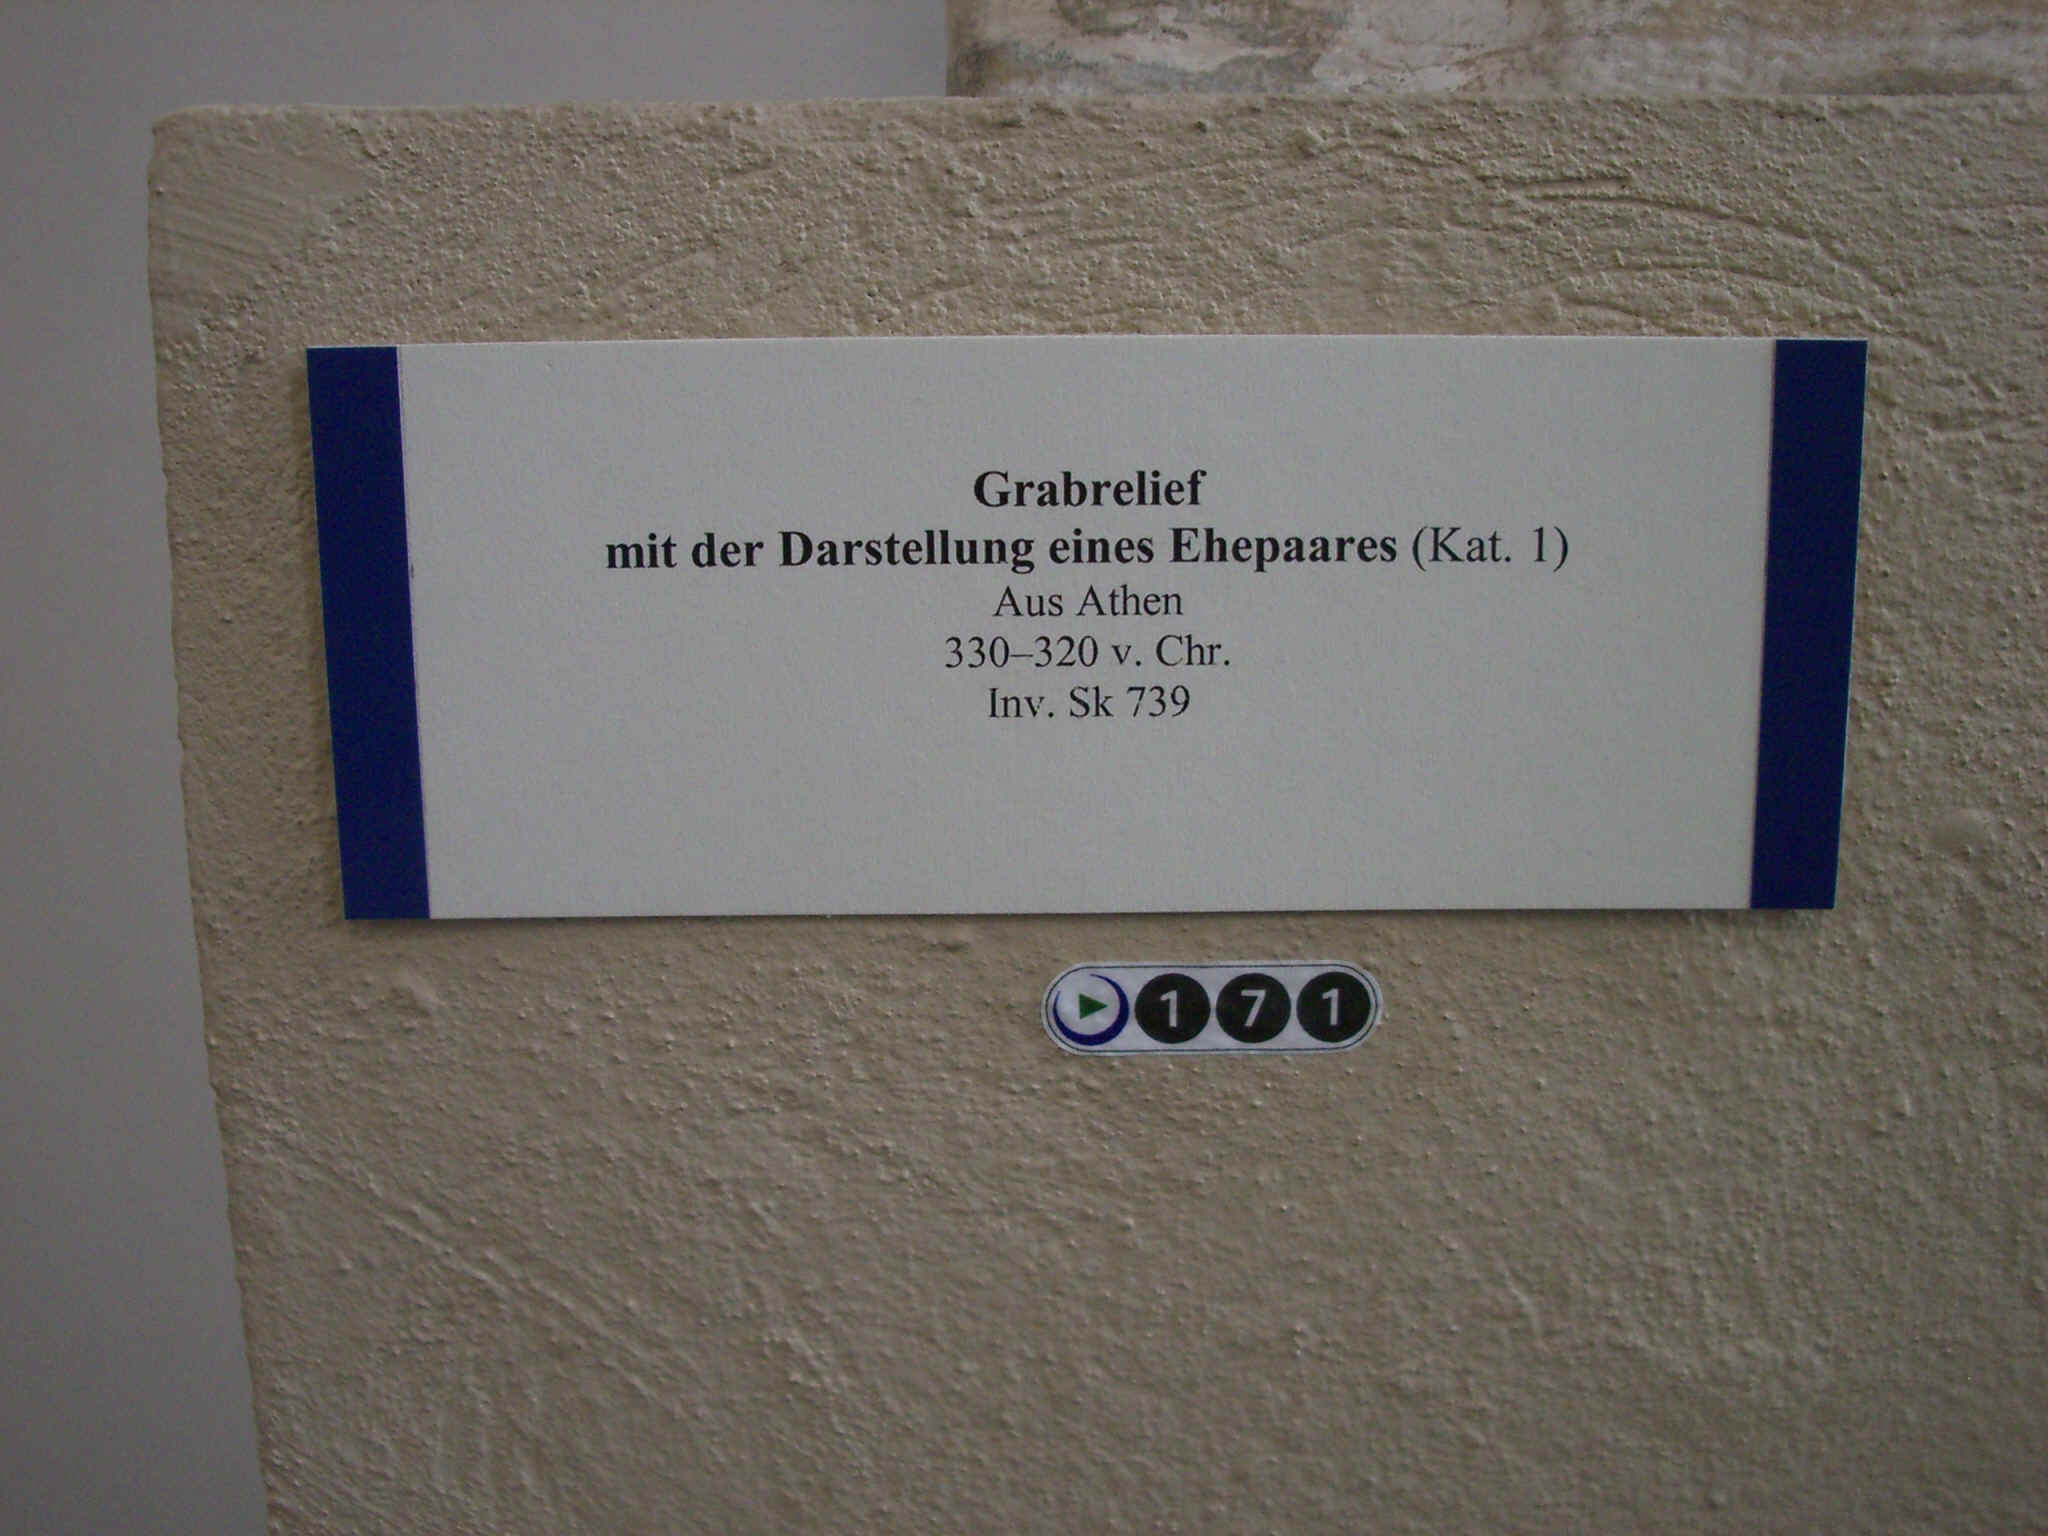 Grabrelief
mit der Darstellung eines Ehepaares (Kat. 1)
Aus Athen
330–320 v. Chr.
Inv. Sk 739
171